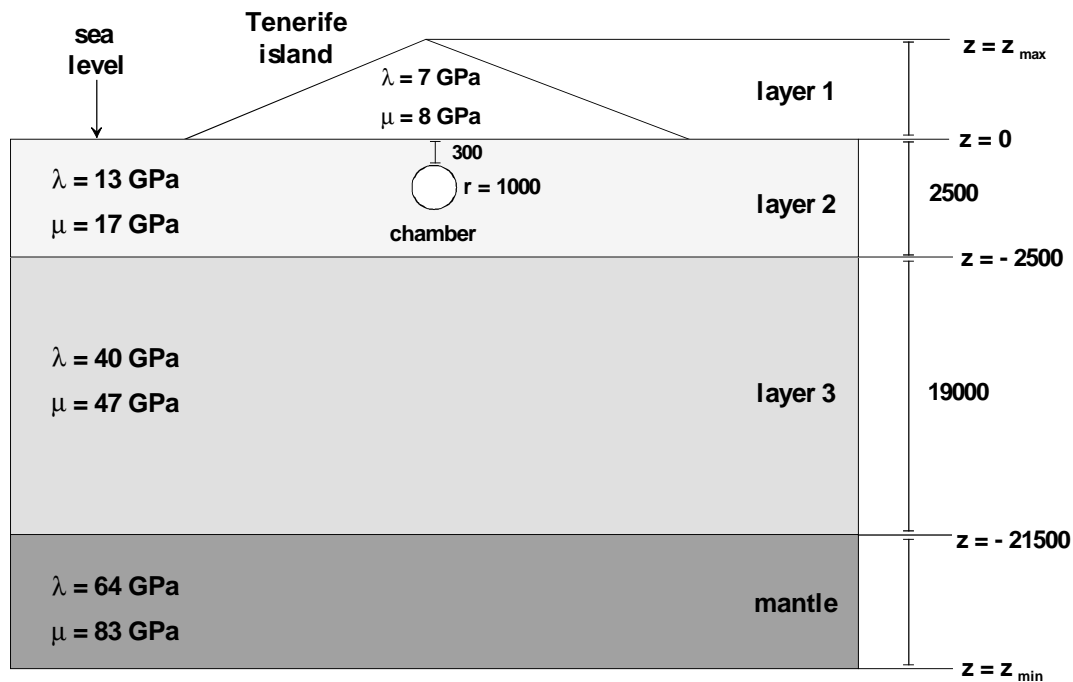 Tenerife
island
sea
level
z = z max
λ = 7 GPa
μ = 8 GPa
layer 1
z = 0
300
r = 1000
chamber
λ = 13 GPa
μ = 17 GPa
layer 2
2500
z = - 2500
λ = 40 GPa
μ = 47 GPa
layer 3
19000
z = - 21500
λ = 64 GPa
μ = 83 GPa
mantle
z = z min